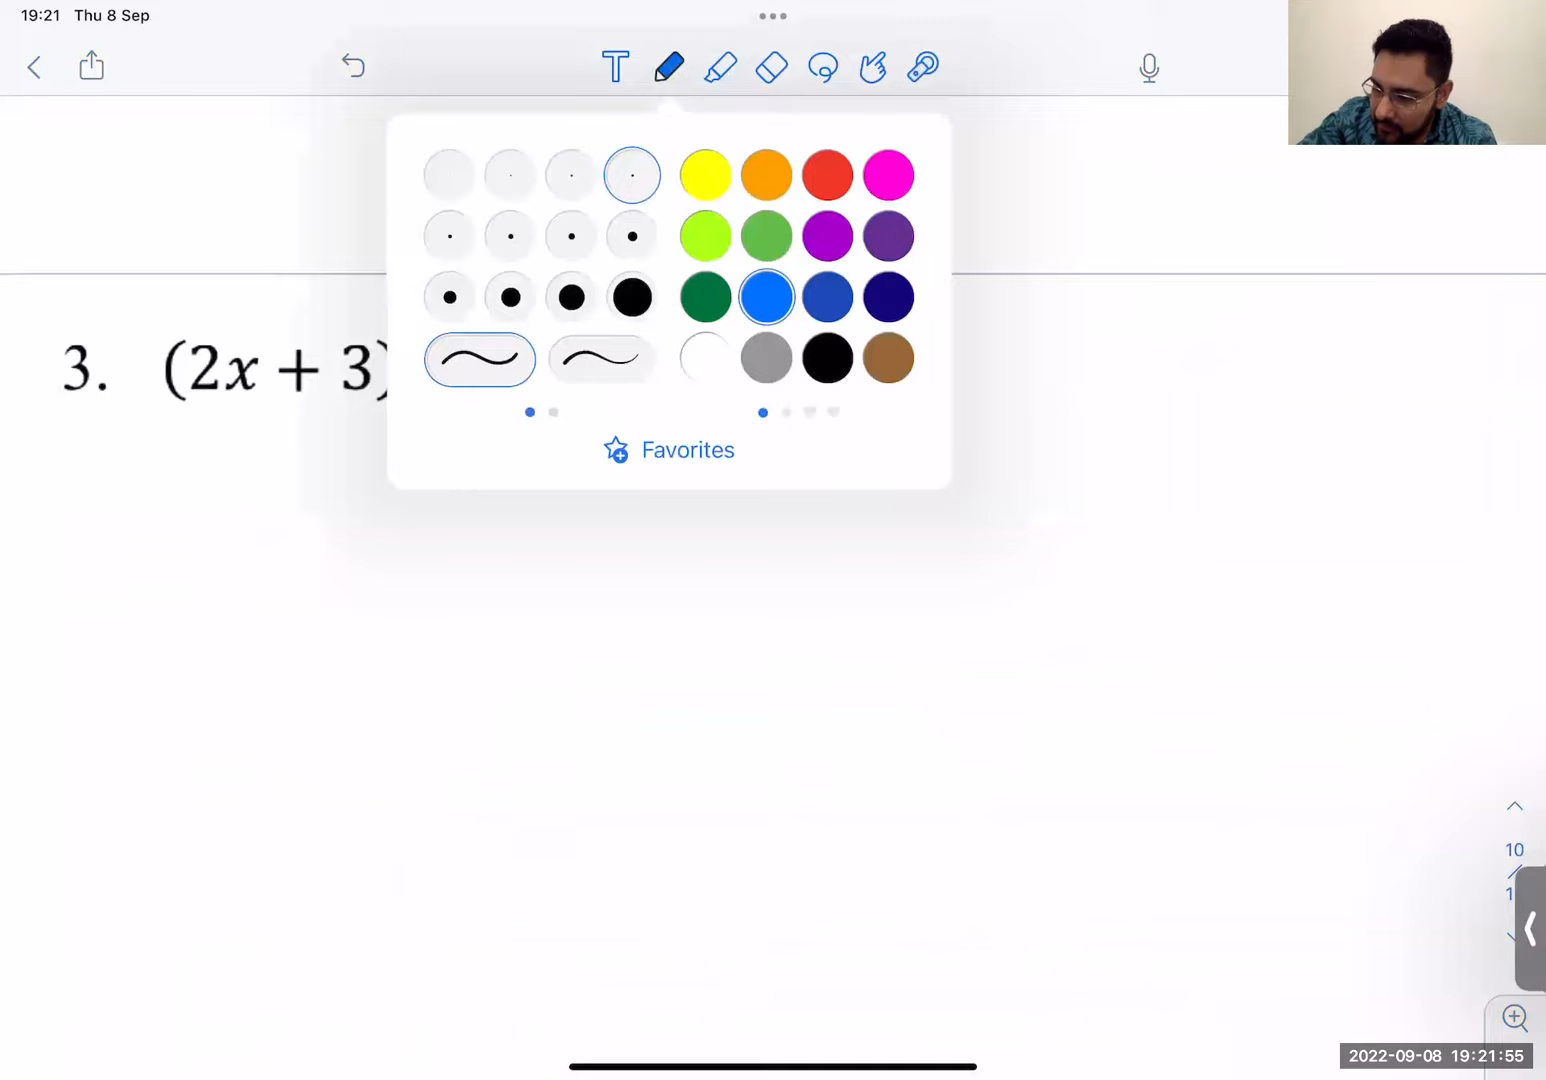 19:21 Thu 8 Sep
T
3. (2x + 3)
Favorites
10
1
2022-09-08 19:21:55